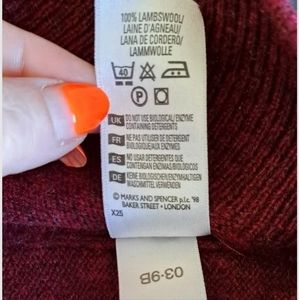 100% LAMBSWOOL/
LAINE D'AGNEAU/
LANA DE CORDERO/
LAMMWOLLE
40
P
UK DO NOT USE BIOLOGICAL/ENZYME
CONTAINING DETERGENTS
FR NE PAS UTILISER DE DETERGENT
BIOLOGIQUE/AUX ENZYMES
ES NO USAR DETERGENTES QUE
CONTENGAN ENZIMAS/BIOLOGICOS
DE KEINE BIOLOGISCHEN/ENZYMHALTIGEN
WASCHMITTEL VERWENDEN
© MARKS AND SPENCER p.l.c. '98
BAKER STREET • LONDON
X25
03-9B